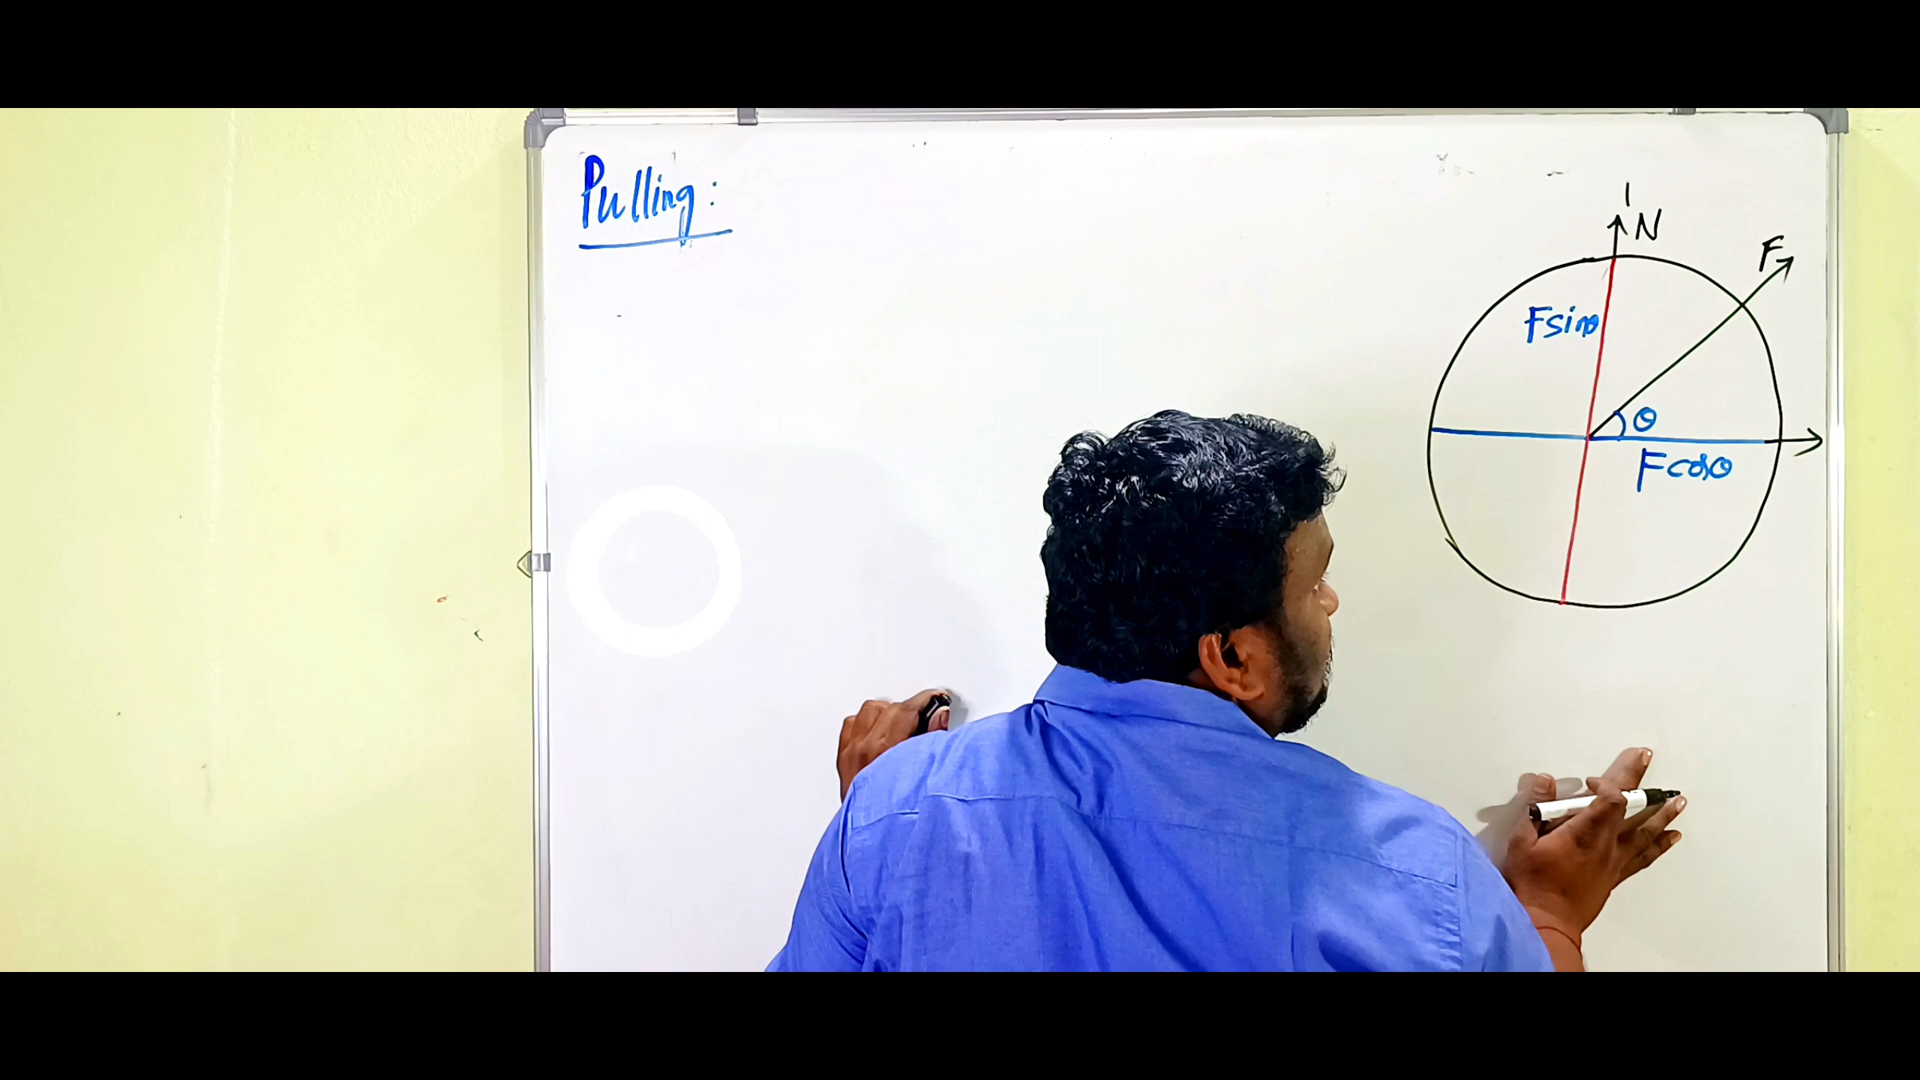 Pulling :
N
F
Fsinθ
θ
Fcosθ